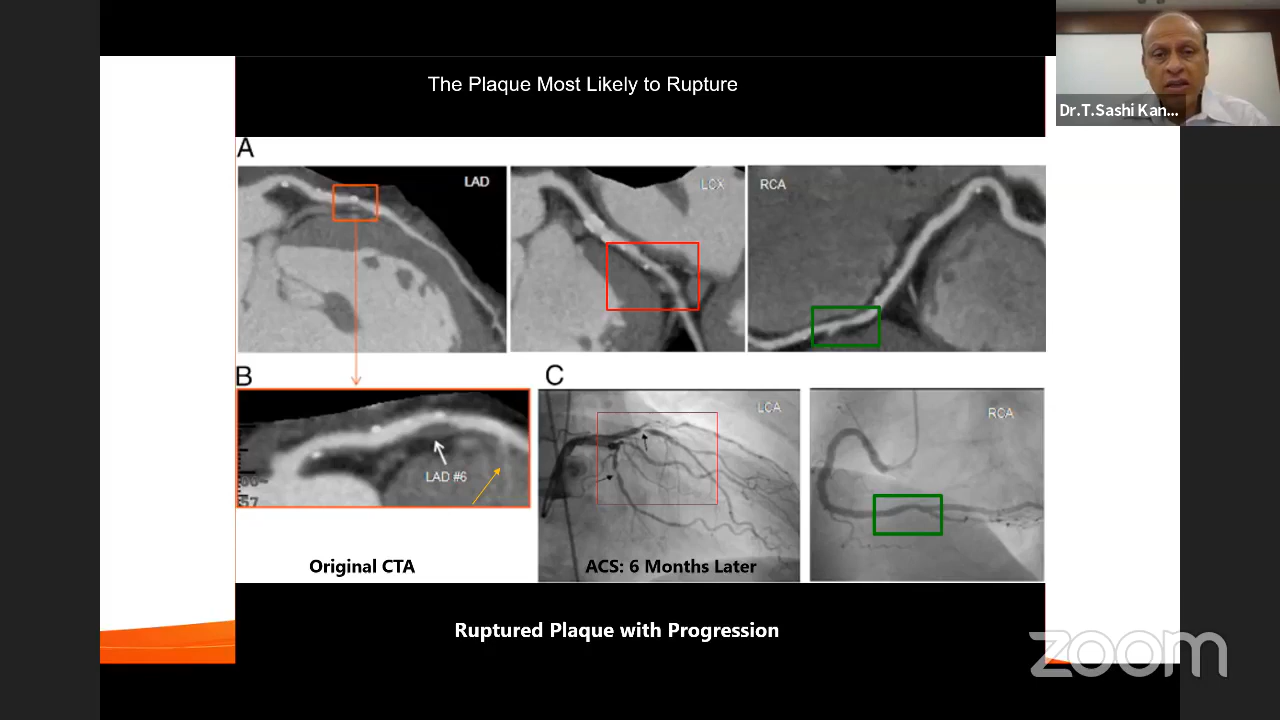 The Plaque Most Likely to Rupture
Dr.T.Sashi Kan...
A
LAD
LCX
RCA
B
LAD #6
C
LCA
RCA
Original CTA
ACS: 6 Months Later
Ruptured Plaque with Progression
zoom